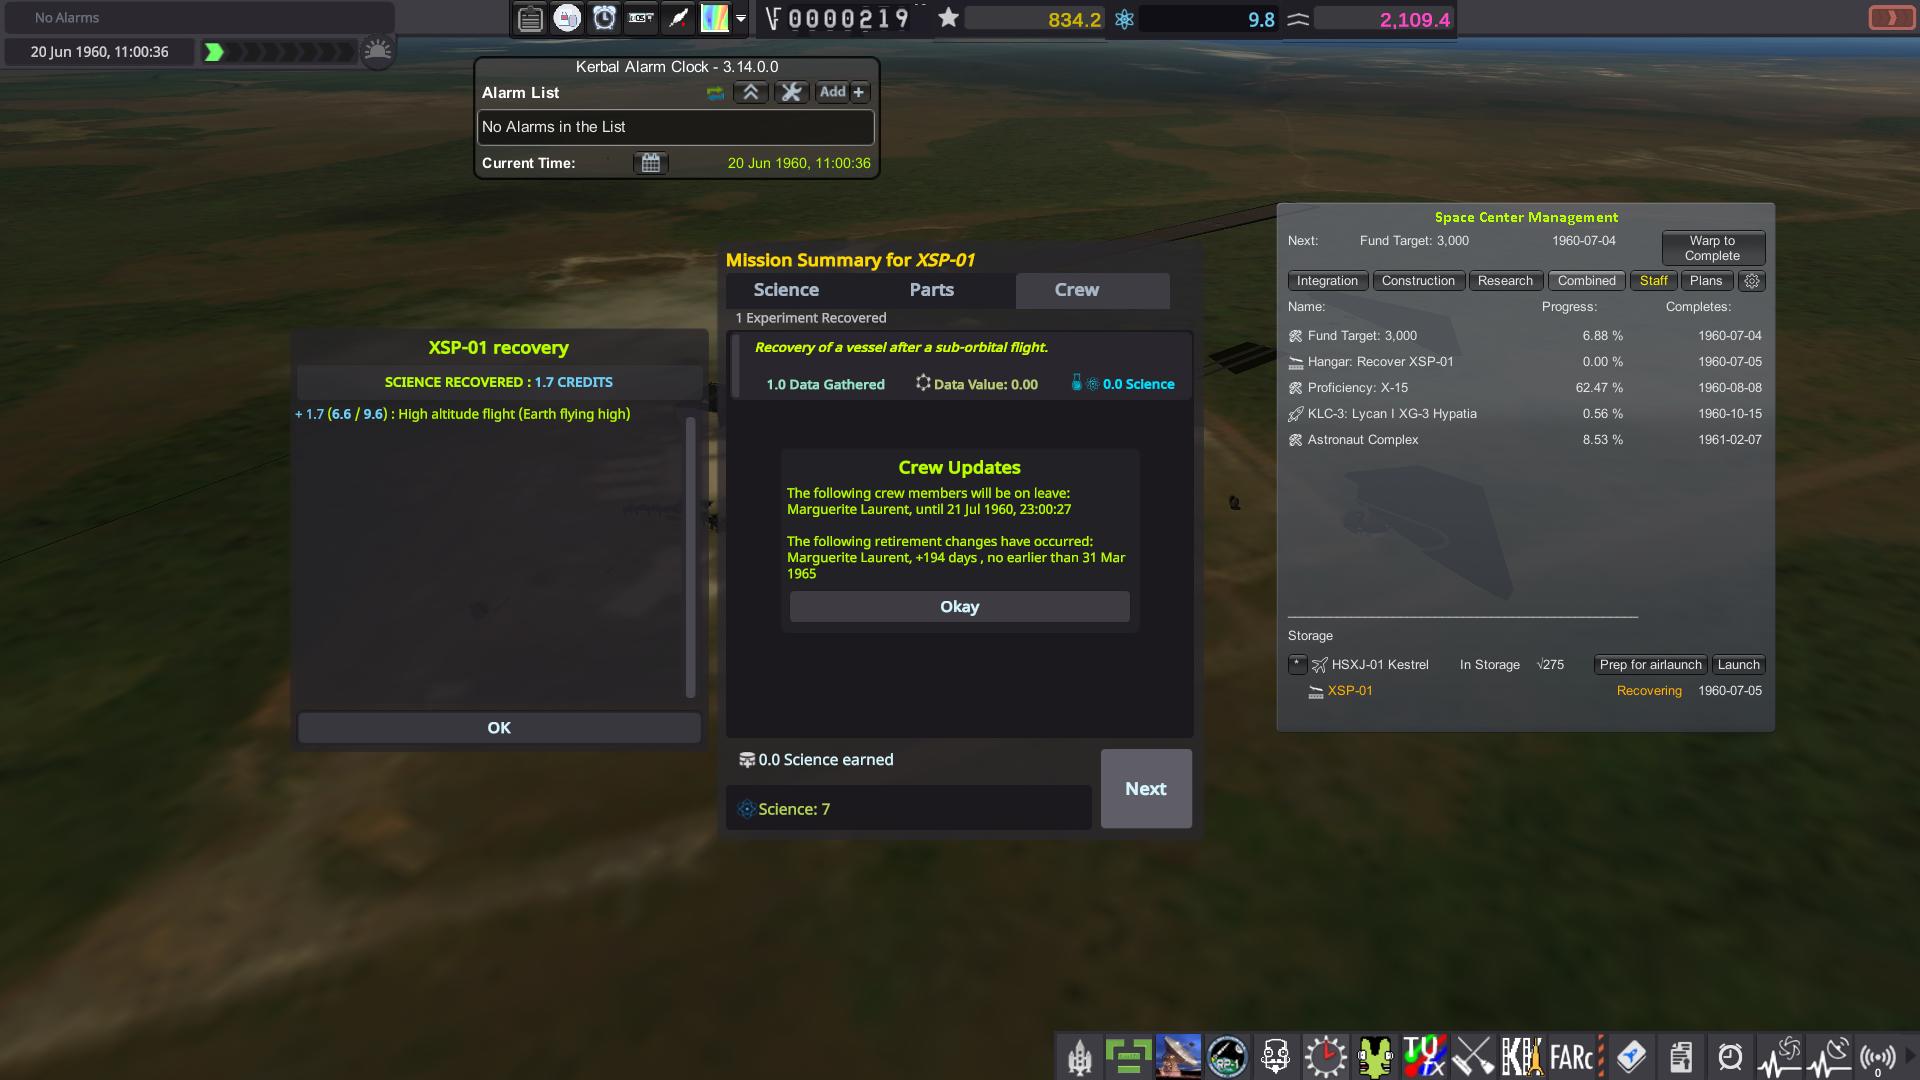 No Alarms
20 Jun 1960, 11:00:36
0000219
834.2
9.8
2,109.4
Kerbal Alarm Clock - 3.14.0.0
Alarm List
Add +
No Alarms in the List
Current Time:
20 Jun 1960, 11:00:36
XSP-01 recovery
SCIENCE RECOVERED : 1.7 CREDITS
+ 1.7 (6.6 / 9.6) : High altitude flight (Earth flying high)
OK
Mission Summary for XSP-01
Science Parts Crew
1 Experiment Recovered
Recovery of a vessel after a sub-orbital flight.
1.0 Data Gathered Data Value: 0.00 0.0 Science
Crew Updates
The following crew members will be on leave:
Marguerite Laurent, until 21 Jul 1960, 23:00:27
The following retirement changes have occurred:
Marguerite Laurent, +194 days , no earlier than 31 Mar
1965
Okay
0.0 Science earned
Science: 7
Next
Space Center Management
Next: Fund Target: 3,000 1960-07-04 Warp to
Complete
Integration Construction Research Combined Staff Plans
Name: Progress: Completes:
Fund Target: 3,000 6.88 % 1960-07-04
Hangar: Recover XSP-01 0.00 % 1960-07-05
Proficiency: X-15 62.47 % 1960-08-08
KLC-3: Lycan I XG-3 Hypatia 0.56 % 1960-10-15
Astronaut Complex 8.53 % 1961-02-07
Storage
* HSXJ-01 Kestrel In Storage √275 Prep for airlaunch Launch
XSP-01 Recovering 1960-07-05
RP-1
FARc
0